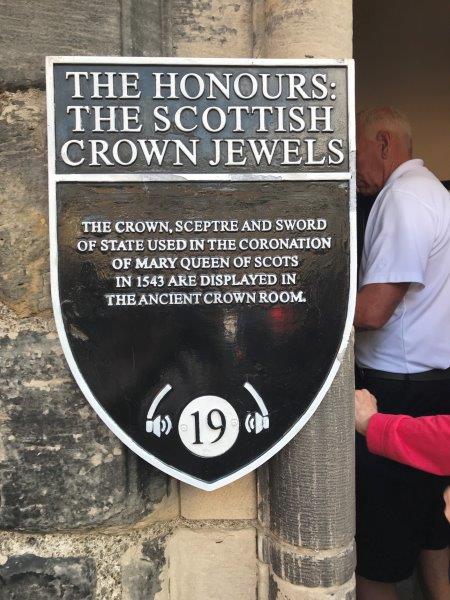 THE HONOURS:
THE SCOTTISH
CROWN JEWELS
THE CROWN, SCEPTRE AND SWORD
OF STATE USED IN THE CORONATION
OF MARY QUEEN OF SCOTS
IN 1543 ARE DISPLAYED IN
THE ANCIENT CROWN ROOM.
19